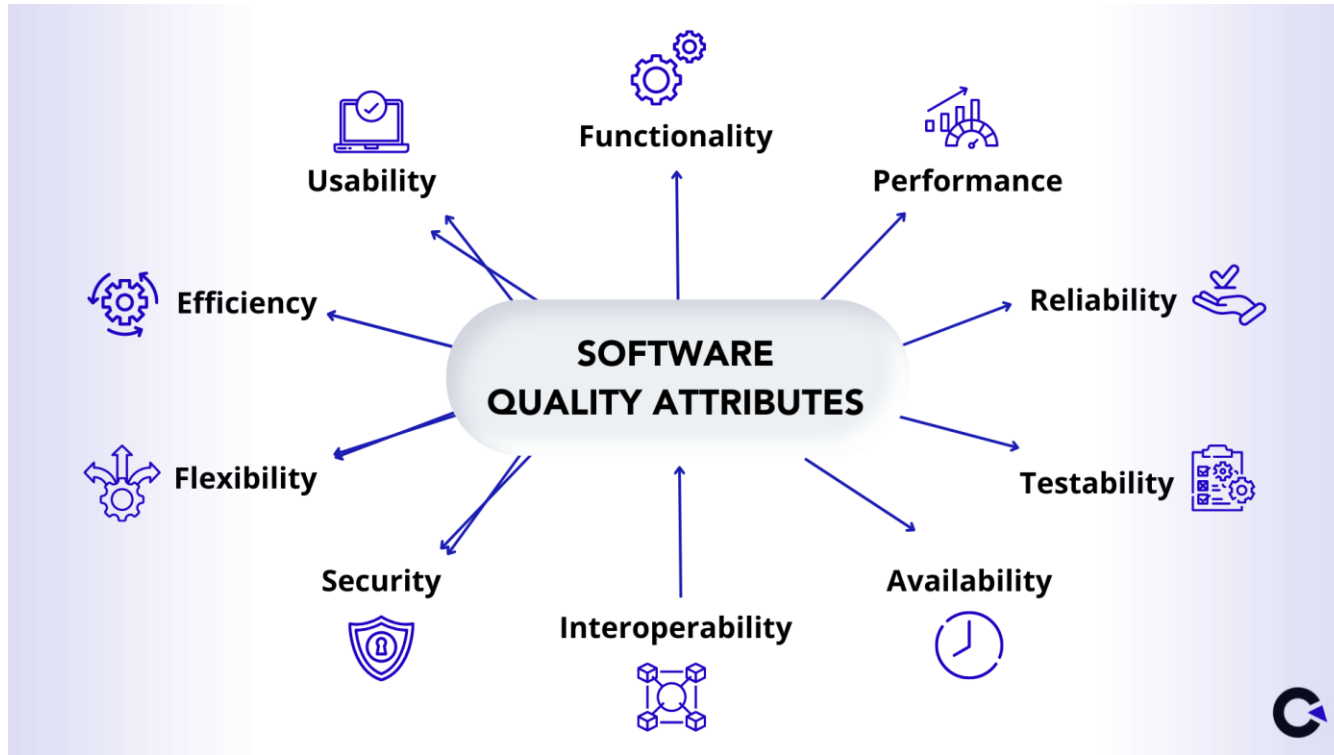 Functionality
Usability
Performance
Efficiency
Reliability
SOFTWARE
QUALITY ATTRIBUTES
Flexibility
Testability
Security
Availability
Interoperability